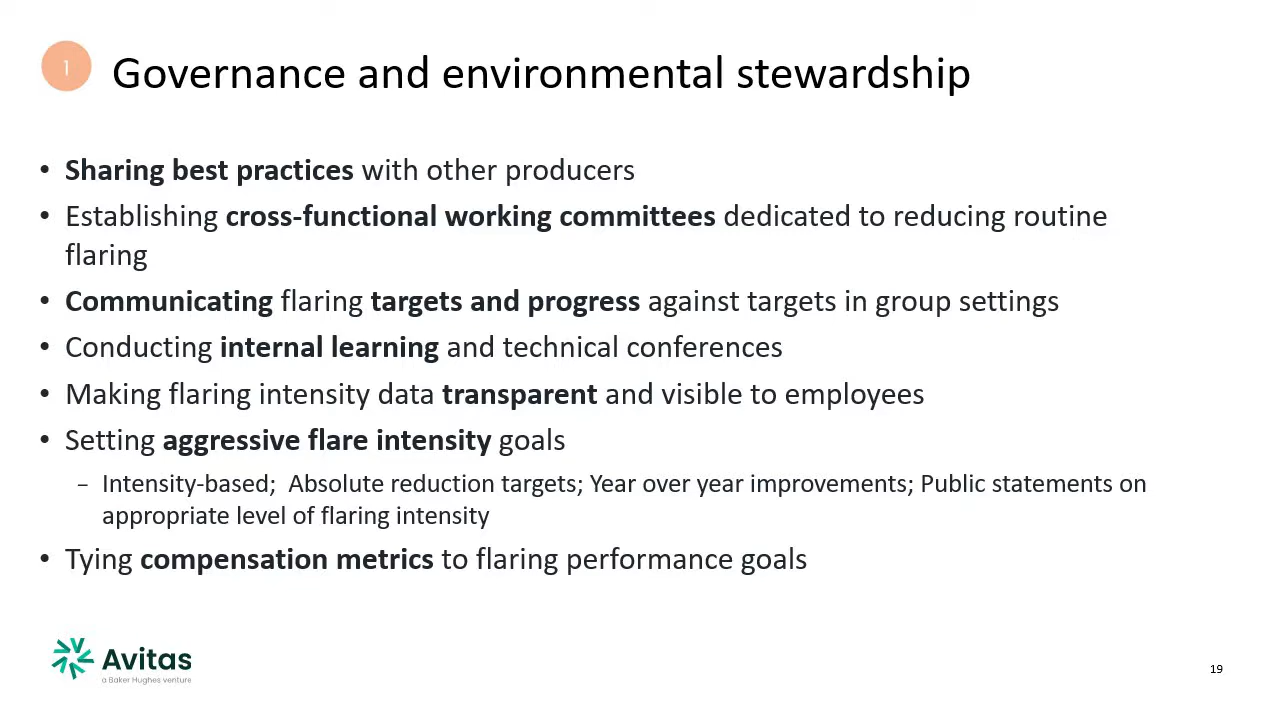 1
Governance and environmental stewardship
• Sharing best practices with other producers
• Establishing cross-functional working committees dedicated to reducing routine
flaring
• Communicating flaring targets and progress against targets in group settings
• Conducting internal learning and technical conferences
• Making flaring intensity data transparent and visible to employees
• Setting aggressive flare intensity goals
– Intensity-based;  Absolute reduction targets; Year over year improvements; Public statements on
appropriate level of flaring intensity
• Tying compensation metrics to flaring performance goals
Avitas
a Baker Hughes venture
19